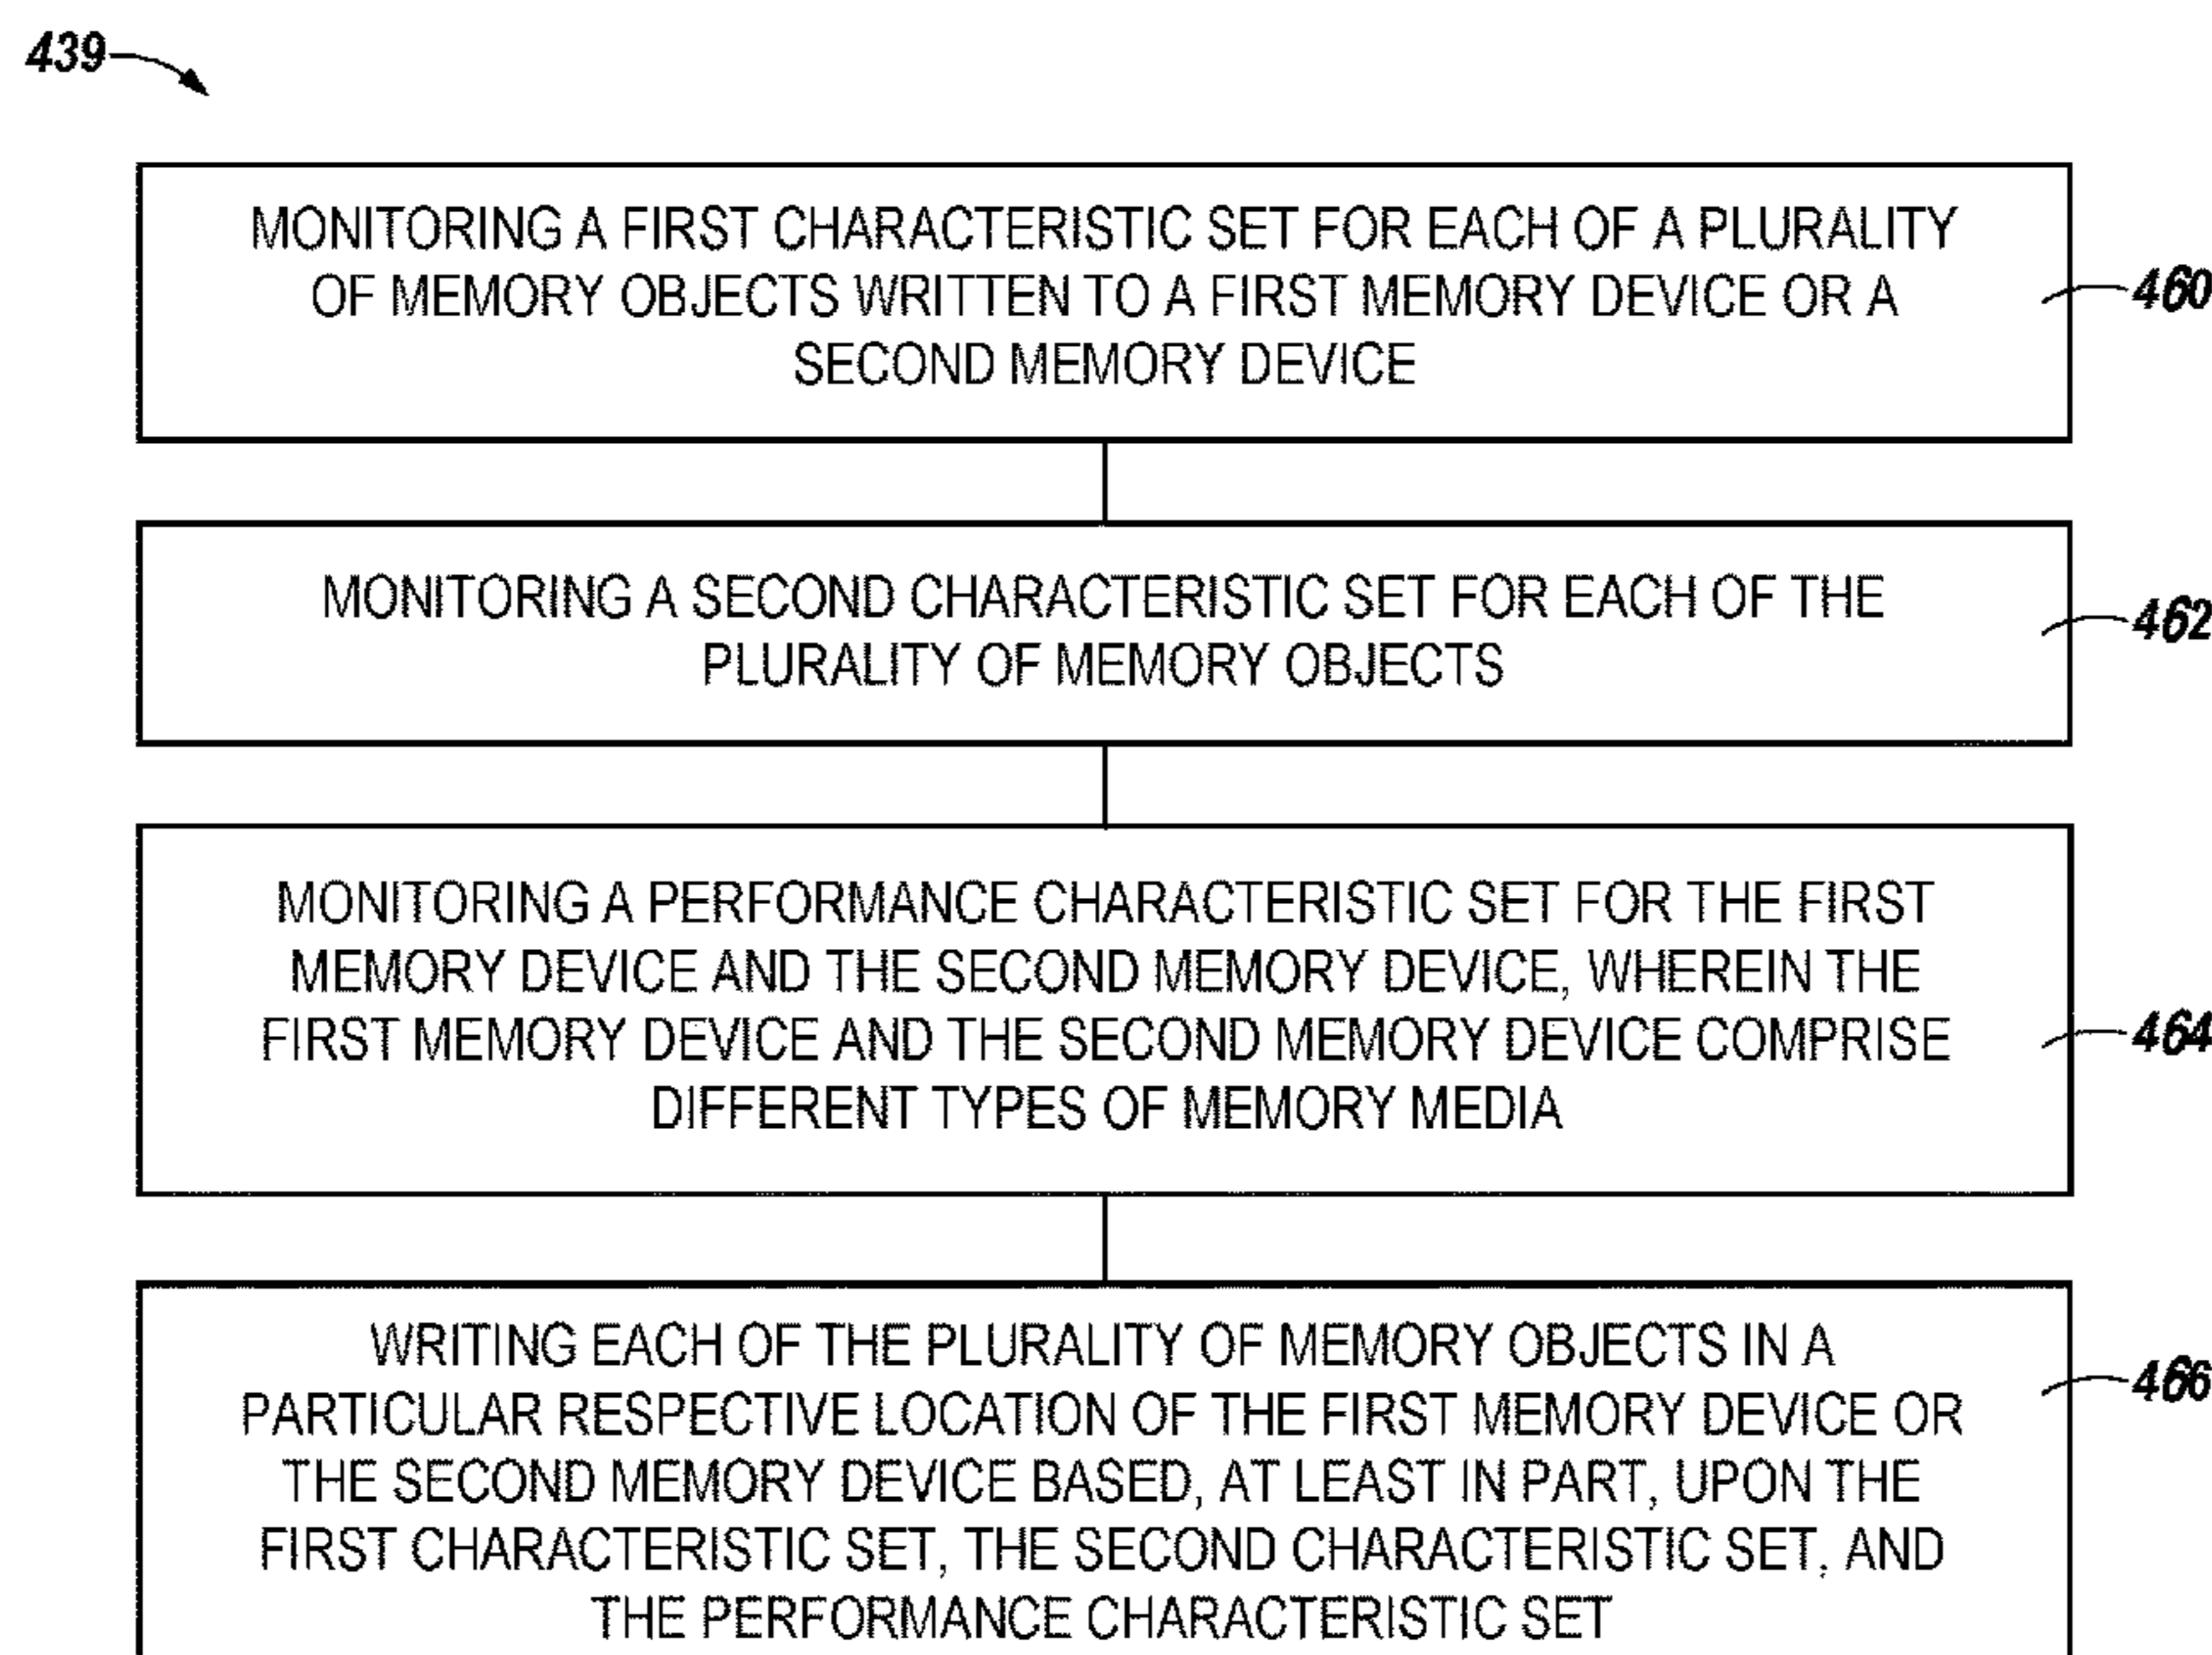 439
MONITORING A FIRST CHARACTERISTIC SET FOR EACH OF A PLURALITY
OF MEMORY OBJECTS WRITTEN TO A FIRST MEMORY DEVICE OR A
SECOND MEMORY DEVICE
460
MONITORING A SECOND CHARACTERISTIC SET FOR EACH OF THE
PLURALITY OF MEMORY OBJECTS
462
MONITORING A PERFORMANCE CHARACTERISTIC SET FOR THE FIRST
MEMORY DEVICE AND THE SECOND MEMORY DEVICE, WHEREIN THE
FIRST MEMORY DEVICE AND THE SECOND MEMORY DEVICE COMPRISE
DIFFERENT TYPES OF MEMORY MEDIA
464
WRITING EACH OF THE PLURALITY OF MEMORY OBJECTS IN A
PARTICULAR RESPECTIVE LOCATION OF THE FIRST MEMORY DEVICE OR
THE SECOND MEMORY DEVICE BASED, AT LEAST IN PART, UPON THE
FIRST CHARACTERISTIC SET, THE SECOND CHARACTERISTIC SET, AND
THE PERFORMANCE CHARACTERISTIC SET
466